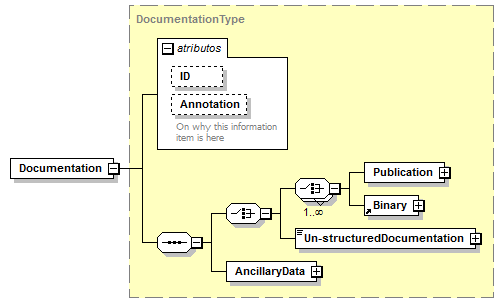 DocumentationType
atributos
ID
Annotation
On why this information
item is here
Documentation
Publication
1..∞
Binary
Un-structuredDocumentation
AncillaryData